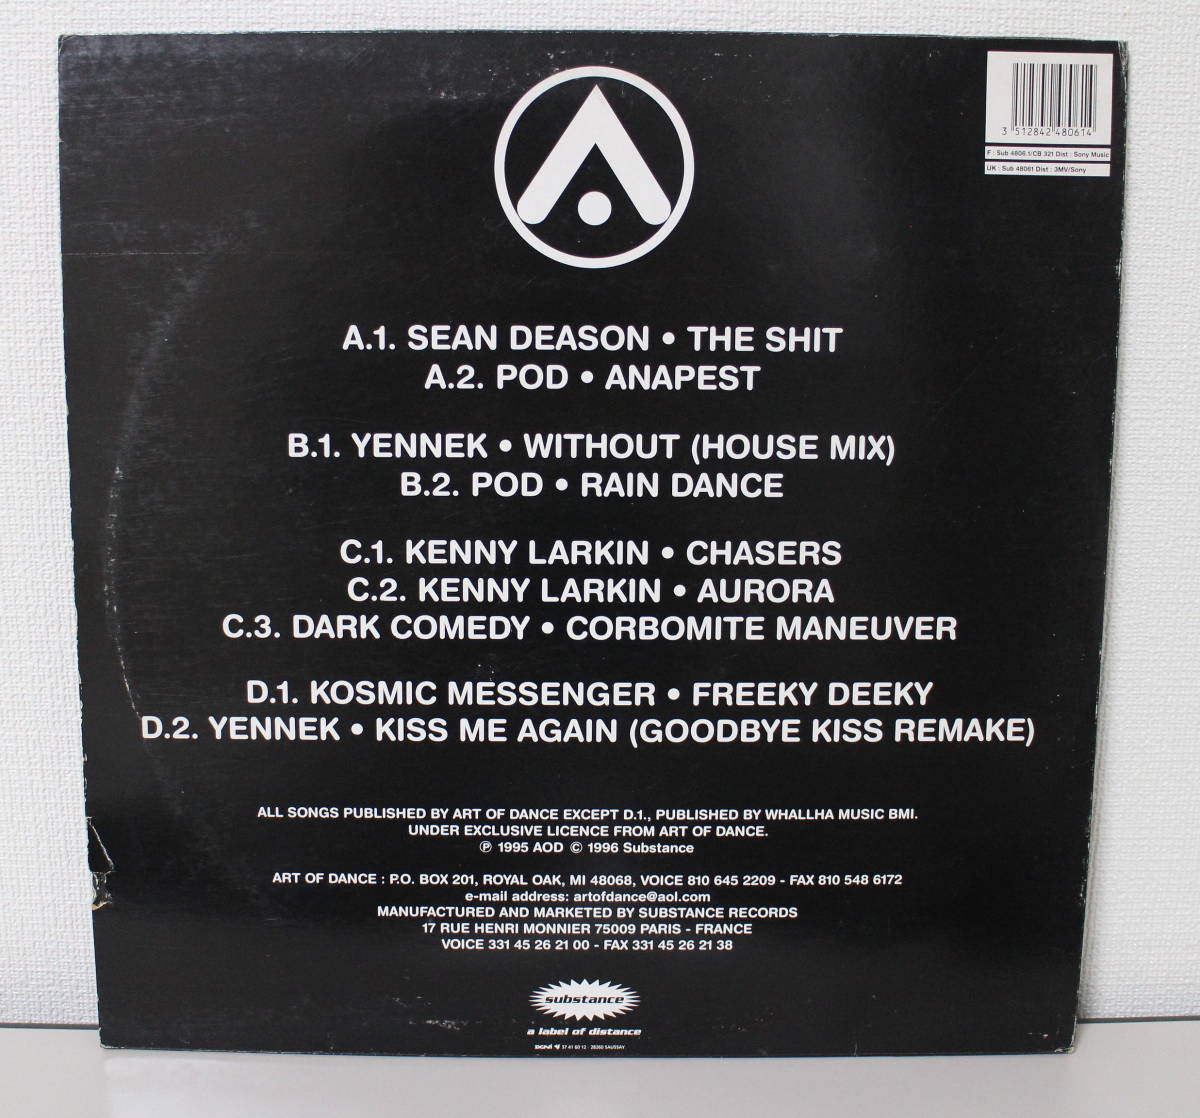 3 512842 480614
F : Sub 4806.1/CB 321 Dist : Sony Music
UK : Sub 48061 Dist : 3MV/Sony
A.1. SEAN DEASON • THE SHIT
A.2. POD • ANAPEST
B.1. YENNEK • WITHOUT (HOUSE MIX)
B.2. POD • RAIN DANCE
C.1. KENNY LARKIN • CHASERS
C.2. KENNY LARKIN • AURORA
C.3. DARK COMEDY • CORBOMITE MANEUVER
D.1. KOSMIC MESSENGER • FREEKY DEEKY
D.2. YENNEK • KISS ME AGAIN (GOODBYE KISS REMAKE)
ALL SONGS PUBLISHED BY ART OF DANCE EXCEPT D.1., PUBLISHED BY WHALLHA MUSIC BMI.
UNDER EXCLUSIVE LICENCE FROM ART OF DANCE.
℗ 1995 AOD © 1996 Substance
ART OF DANCE : P.O. BOX 201, ROYAL OAK, MI 48068, VOICE 810 645 2209 - FAX 810 548 6172
e-mail address: artofdance@aol.com
MANUFACTURED AND MARKETED BY SUBSTANCE RECORDS
17 RUE HENRI MONNIER 75009 PARIS - FRANCE
VOICE 331 45 26 21 00 - FAX 331 45 26 21 38
substance
a label of distance
37 41 60 12 · 28260 SAUSSAY